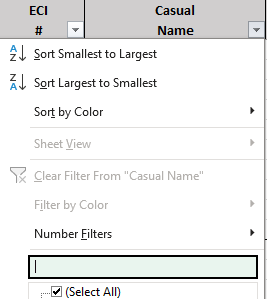 ECI Casual
# Name
Sort Smallest to Largest
Sort Largest to Smallest
Sort by Color
Sheet View
Clear Filter From "Casual Name"
Filter by Color
Number Filters
(Select All)